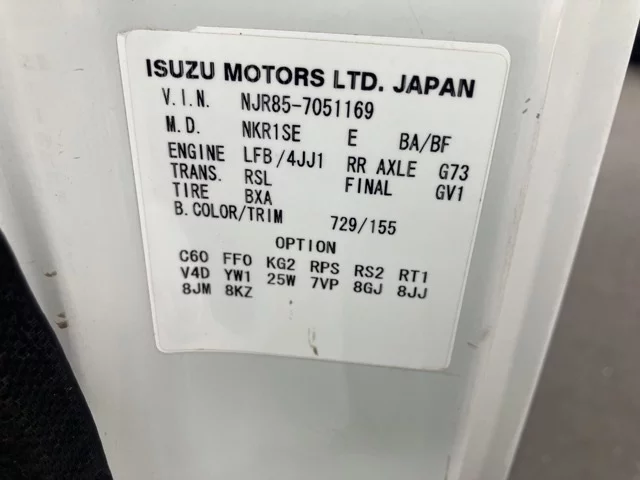 ISUZU MOTORS LTD. JAPAN
V.I.N. NJR85-7051169
M.D. NKR1SE E BA/BF
ENGINE LFB/4JJ1 RR AXLE G73
TRANS. RSL FINAL GV1
TIRE BXA
B.COLOR/TRIM 729/155
OPTION
C60 FF0 KG2 RPS RS2 RT1
V4D YW1 25W 7VP 8GJ 8JJ
8JM 8KZ